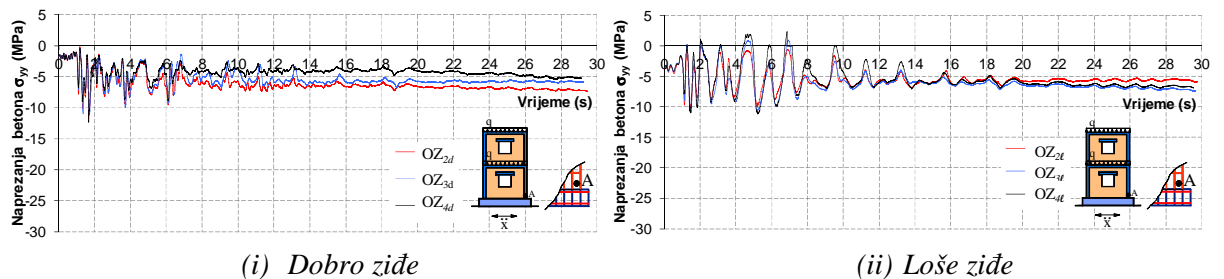 5
0
-5
-10
-15
-20
-25
-30
Naprezanja betona σyy (MPa)
0 2 4 6 8 10 12 14 16 18 20 22 24 26 28 30
Vrijeme (s)
OZ2d
OZ3d
OZ4d
q
q
A
ẍ
A
(i) Dobro ziđe
5
0
-5
-10
-15
-20
-25
-30
Naprezanja betona σyy (MPa)
0 2 4 6 8 10 12 14 16 18 20 22 24 26 28 30
Vrijeme (s)
OZ2ℓ
OZ3ℓ
OZ4ℓ
q
q
A
ẍ
A
(ii) Loše ziđe